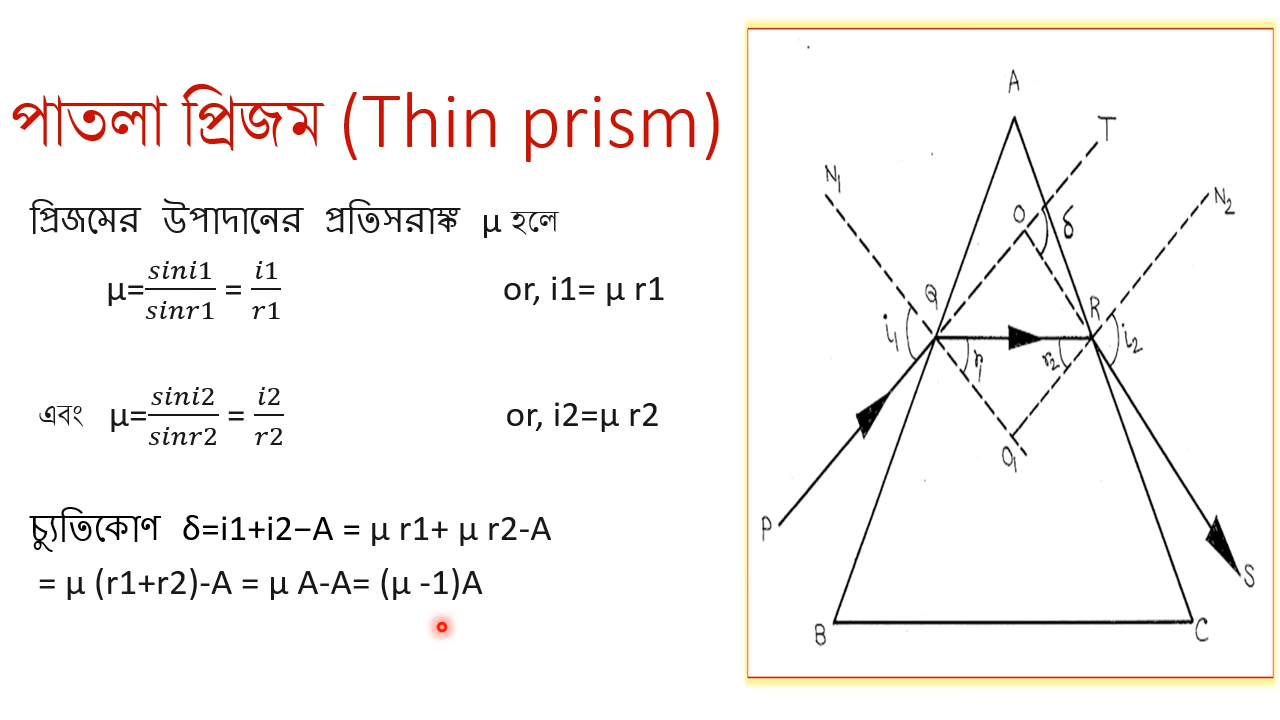 পাতলা প্রিজম (Thin prism)
প্রিজমের উপাদানের প্রতিসরাঙ্ক μ হলে
μ=sini1/sinr1 = i1/r1 or, i1= μ r1
এবং μ=sini2/sinr2 = i2/r2 or, i2=μ r2
চ্যুতিকোণ δ=i1+i2−A = μ r1+ μ r2-A
= μ (r1+r2)-A = μ A-A= (μ -1)A
A
T
N1
N2
O
δ
Q
R
i1
r1
r2
i2
O1
P
S
B
C